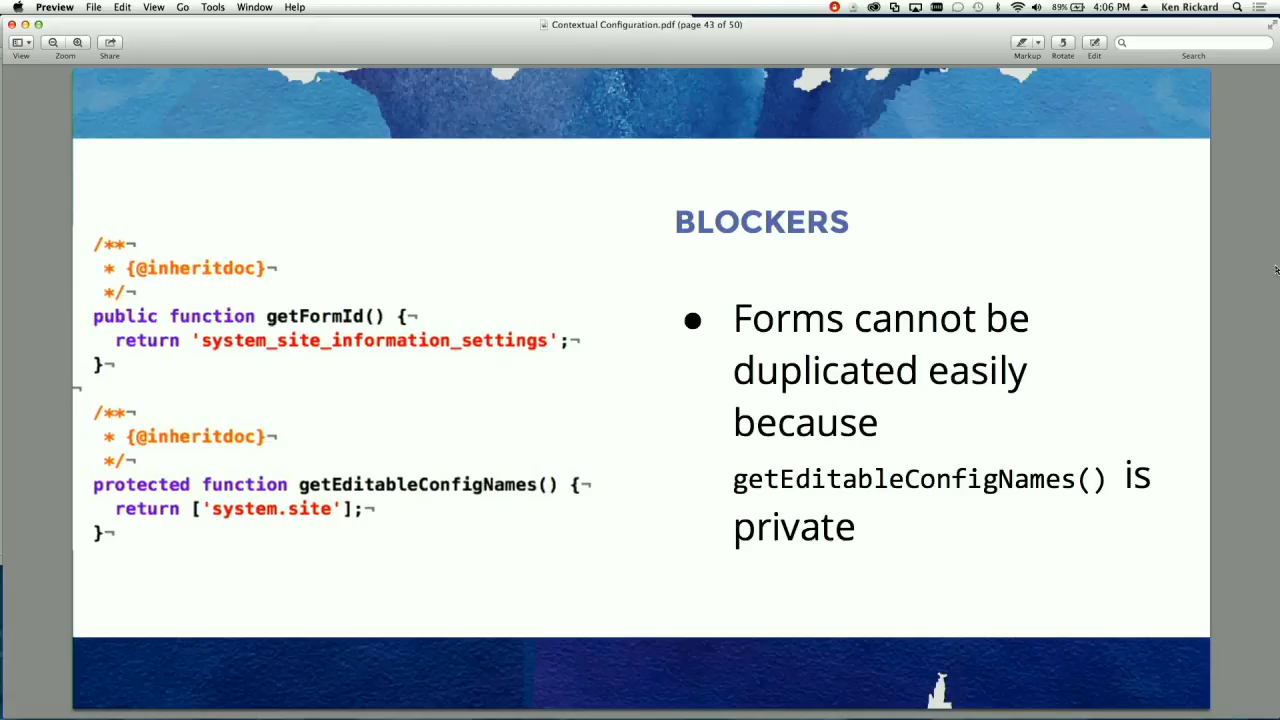 Preview File Edit View Go Tools Window Help 89% 4:06 PM Ken Rickard
Contextual Configuration.pdf (page 43 of 50)
View Zoom Share Markup Rotate Edit Search
/**¬
* {@inheritdoc}¬
*/¬
public function getFormId() {¬
return 'system_site_information_settings';¬
}¬
¬
/**¬
* {@inheritdoc}¬
*/¬
protected function getEditableConfigNames() {¬
return ['system.site'];¬
}¬
BLOCKERS
● Forms cannot be
duplicated easily
because
getEditableConfigNames() is
private